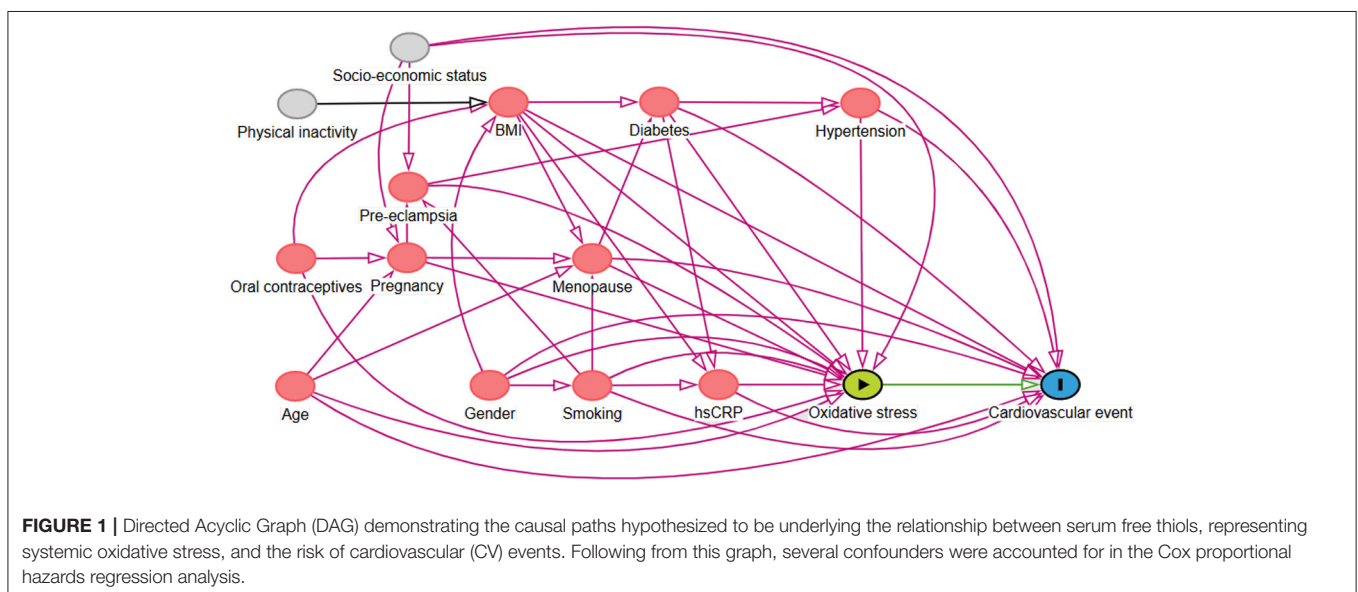 Socio-economic status
Physical inactivity
BMI
Diabetes
Hypertension
Pre-eclampsia
Oral contraceptives
Pregnancy
Menopause
Age
Gender
Smoking
hsCRP
Oxidative stress
Cardiovascular event
FIGURE 1 | Directed Acyclic Graph (DAG) demonstrating the causal paths hypothesized to be underlying the relationship between serum free thiols, representing
systemic oxidative stress, and the risk of cardiovascular (CV) events. Following from this graph, several confounders were accounted for in the Cox proportional
hazards regression analysis.